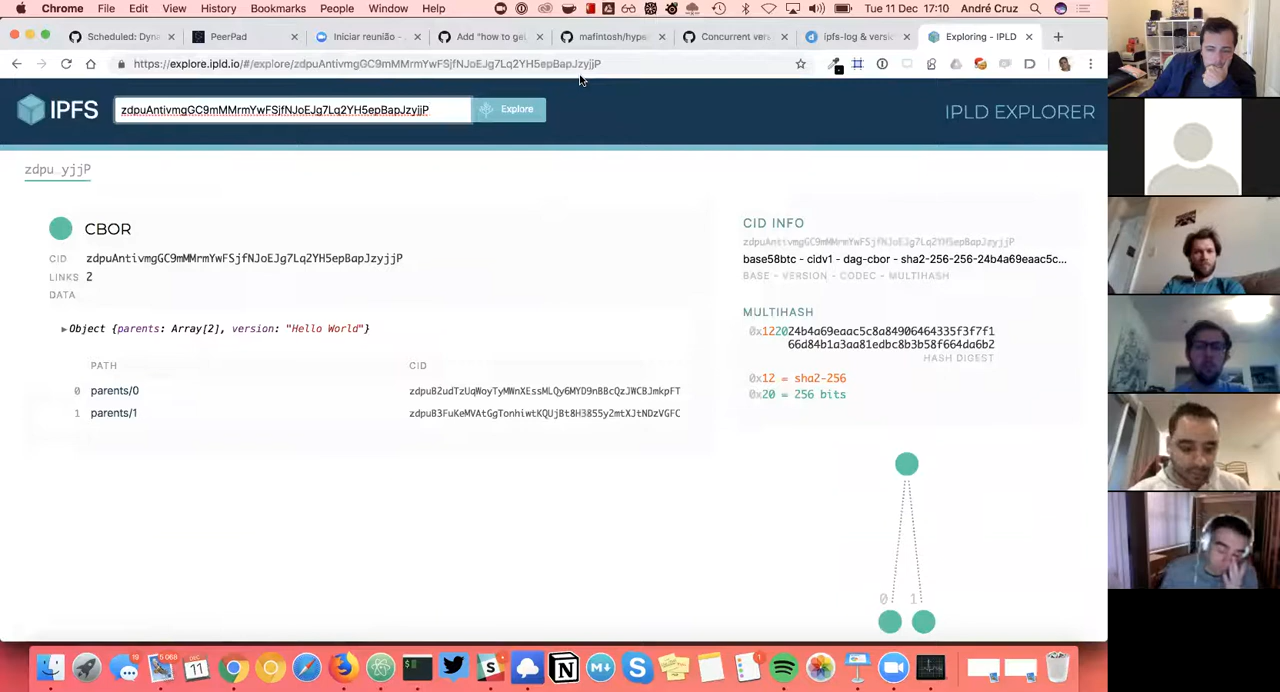 Chrome File Edit View History Bookmarks People Window Help Tue 11 Dec 17:10 André Cruz
Scheduled: Dyna
PeerPad
Iniciar reunião - 
Add "how to get
mafintosh/hype
Concurrent vers
ipfs-log & versio
Exploring - IPLD
https://explore.ipld.io/#/explore/zdpuAntivmgGC9mMMrmYwFSjfNJoEJg7Lq2YH5epBapJzyjjP
IPFS
zdpuAntivmgGC9mMMrmYwFSjfNJoEJg7Lq2YH5epBapJzyjjP
Explore
IPLD EXPLORER
zdpu…yjjP
CBOR
CID zdpuAntivmgGC9mMMrmYwFSjfNJoEJg7Lq2YH5epBapJzyjjP
LINKS 2
DATA
▶Object {parents: Array[2], version: "Hello World"}
PATH CID
0 parents/0 zdpuB2udTzUqWoyTyMWnXEssMLQy6MYD9nBBcQzJWCBJmkpFT
1 parents/1 zdpuB3FuKeMVAtGgTonhiwtKQUjBt8H3855y2mtXJtNDzVGFC
CID INFO
zdpuAntivmgGC9mMMrmYwFSjfNJoEJg7Lq2YH5epBapJzyjjP
base58btc - cidv1 - dag-cbor - sha2-256-256-24b4a69eaac5c...
BASE - VERSION - CODEC - MULTIHASH
MULTIHASH
0x122024b4a69eaac5c8a84906464335f3f7f1
66d84b1a3aa81edbc8b3b58f664da6b2
HASH DIGEST
0x12 = sha2-256
0x20 = 256 bits
0 1